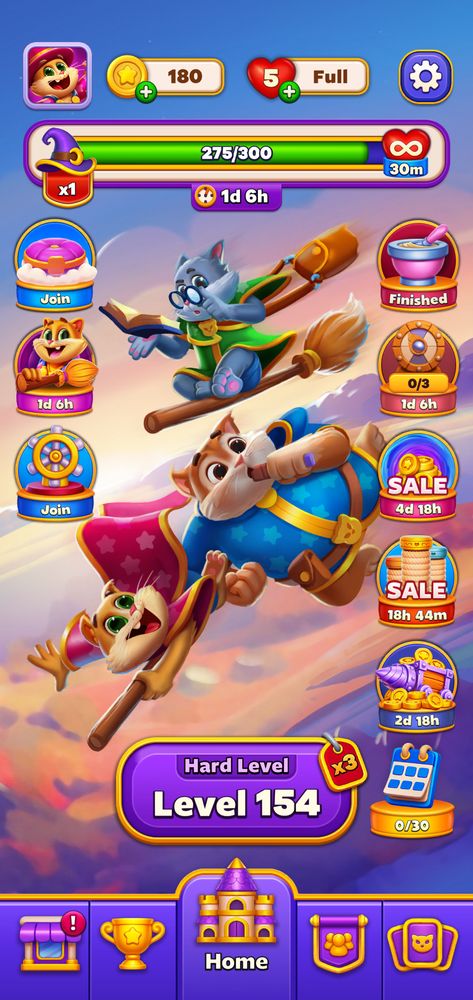 180
5
Full
275/300
x1
30m
1d 6h
Join
Finished
1d 6h
0/3
1d 6h
Join
SALE
4d 18h
SALE
18h 44m
2d 18h
Hard Level
x3
Level 154
0/30
!
Home